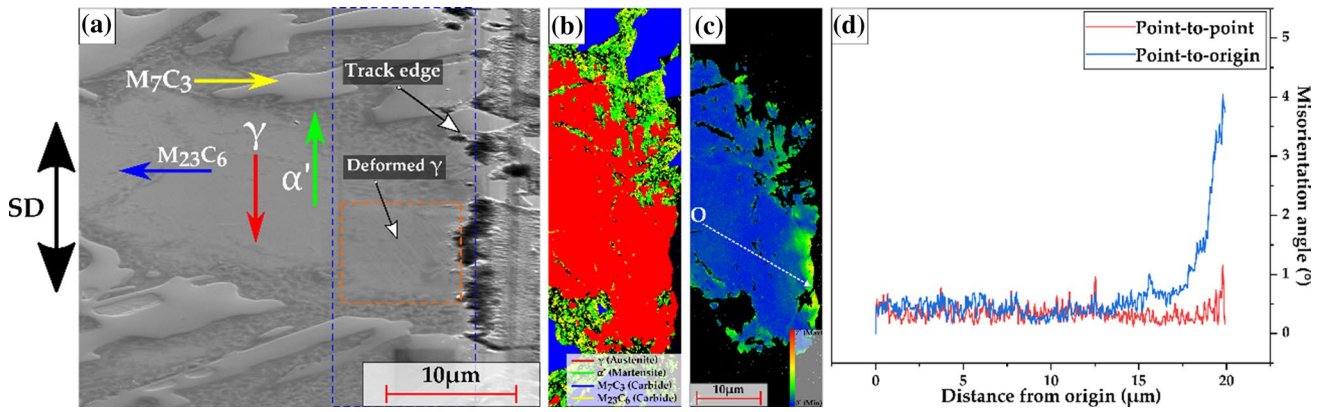 (a)
M7C3
Track edge
SD
γ
M23C6
α'
Deformed γ
10μm
(b)
γ (Austenite)
α' (Martensite)
M7C3 (Carbide)
M23C6 (Carbide)
(c)
O
10μm
(d)
Point-to-point
Point-to-origin
5
4
3
2
1
0
Misorientation angle (°)
0 5 10 15 20
Distance from origin (μm)